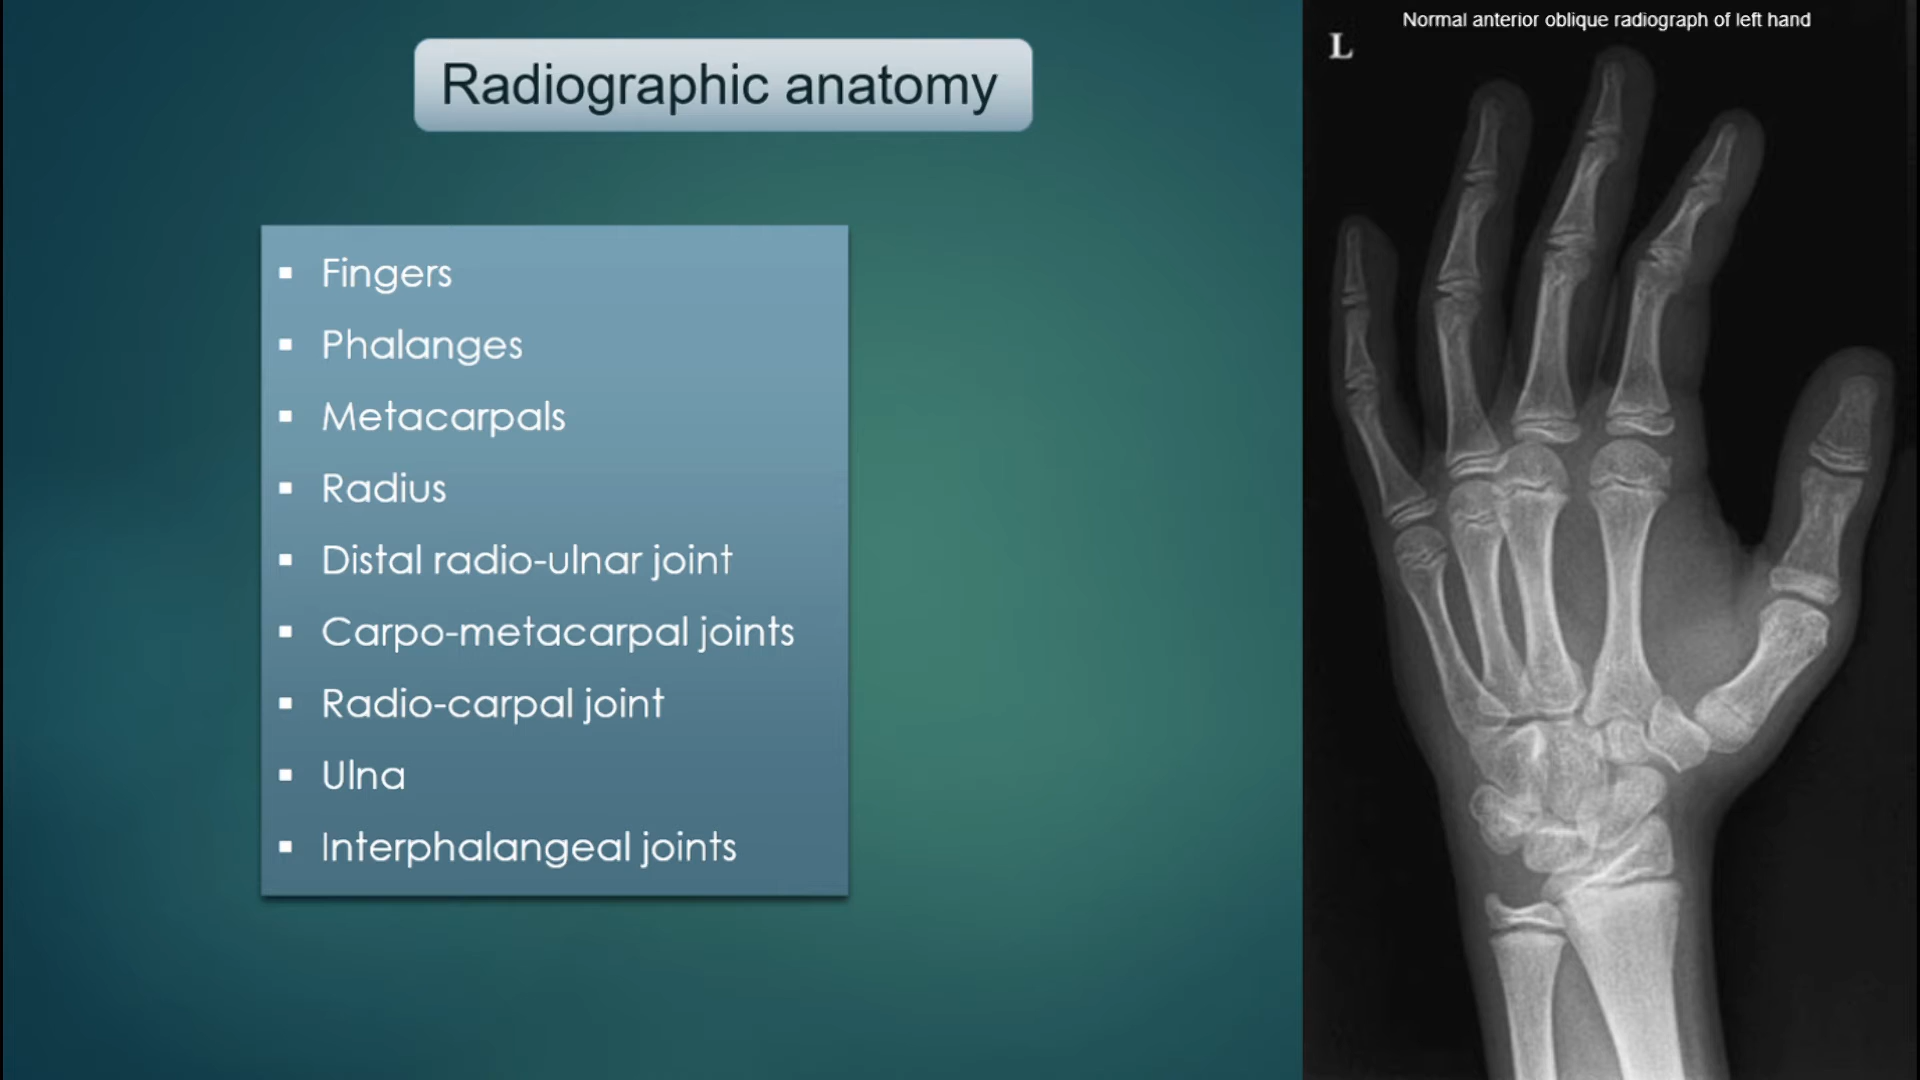 Radiographic anatomy
Fingers
Phalanges
Metacarpals
Radius
Distal radio-ulnar joint
Carpo-metacarpal joints
Radio-carpal joint
Ulna
Interphalangeal joints
Normal anterior oblique radiograph of left hand
L